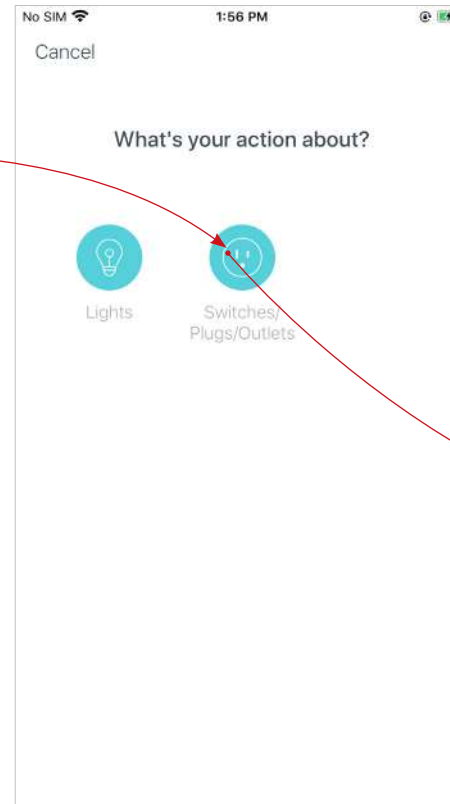 No SIM 1:56 PM
Cancel
What's your action about?
Lights
Switches/
Plugs/Outlets